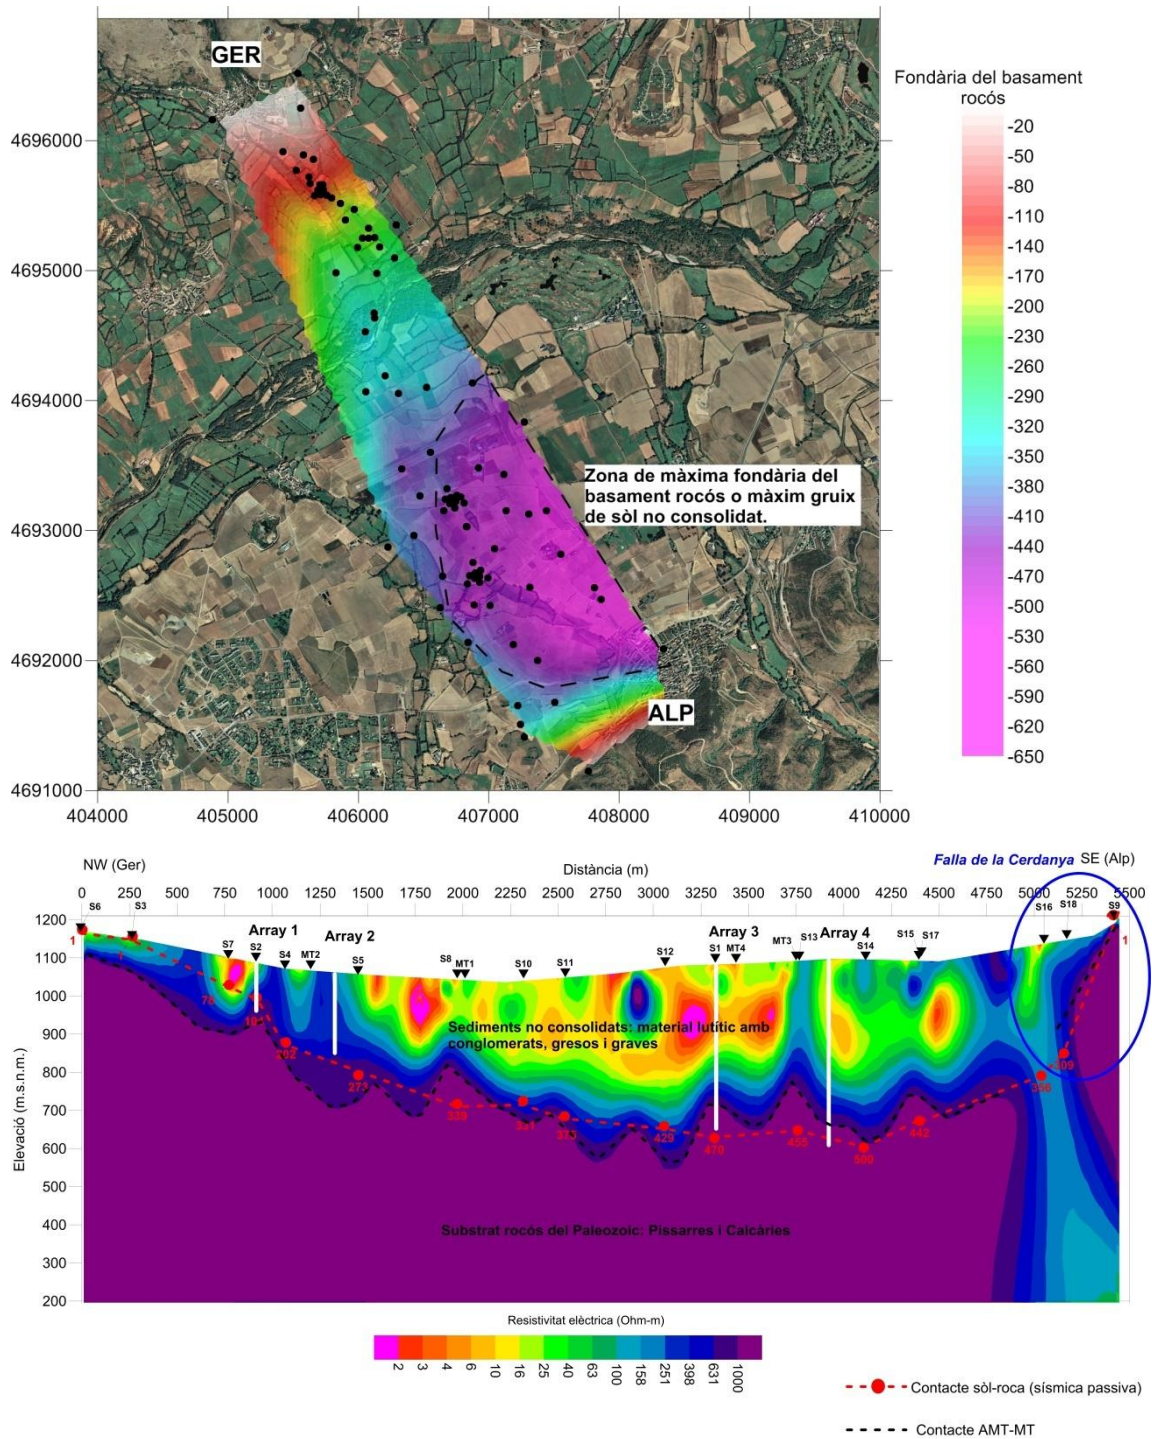 GER
Fondària del basament
rocós
-20
-50
-80
-110
-140
-170
-200
-230
-260
-290
-320
-350
-380
-410
-440
-470
-500
-530
-560
-590
-620
-650
4696000
4695000
4694000
4693000
4692000
4691000
Zona de màxima fondària del
basament rocós o màxim gruix
de sòl no consolidat.
ALP
404000 405000 406000 407000 408000 409000 410000
NW (Ger) Distància (m) Falla de la Cerdanya SE (Alp)
0 250 500 750 1000 1250 1500 1750 2000 2250 2500 2750 3000 3250 3500 3750 4000 4250 4500 4750 5000 5250 5500
S6 S3 S7 S2 S4 MT2 S5 S8 MT1 S10 S11 S12 S1 MT4 MT3 S13 S14 S15 S17 S16 S18 S9
Array 1 Array 2 Array 3 Array 4
1200
1100
1000
900
800
700
600
500
400
300
200
Elevació (m.s.n.m.)
1 1 78 101 202 273 339 375 429 470 455 500 442 356 309 1
Sediments no consolidats: material lutític amb
conglomerats, gresos i graves
Substrat rocós del Paleozoic: Pissarres i Calcàries
Resistivitat elèctrica (Ohm-m)
2 3 4 6 10 16 25 40 63 100 158 251 398 631 1000
Contacte sòl-roca (sísmica passiva)
Contacte AMT-MT